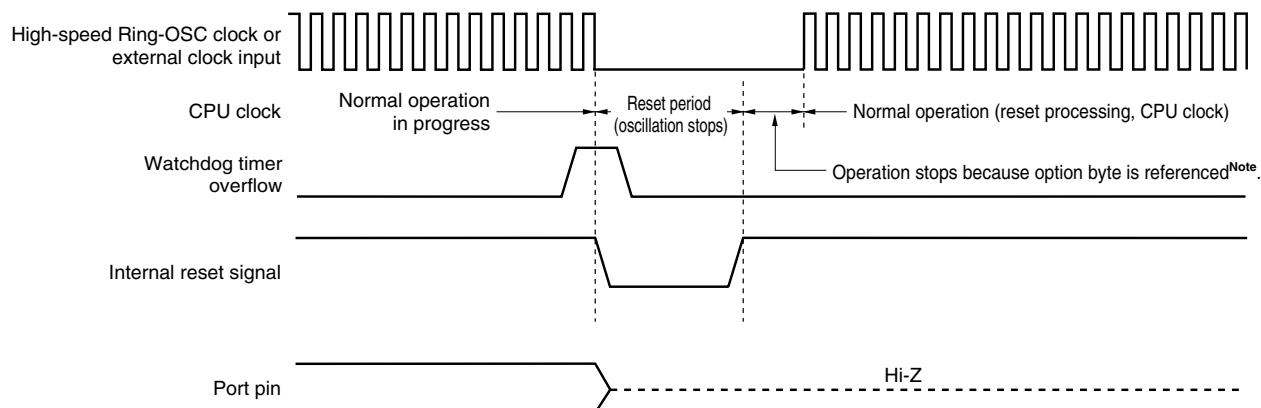 High-speed Ring-OSC clock or
external clock input
CPU clock
Normal operation
in progress
Reset period
(oscillation stops)
Normal operation (reset processing, CPU clock)
Operation stops because option byte is referencedNote.
Watchdog timer
overflow
Internal reset signal
Port pin
Hi-Z